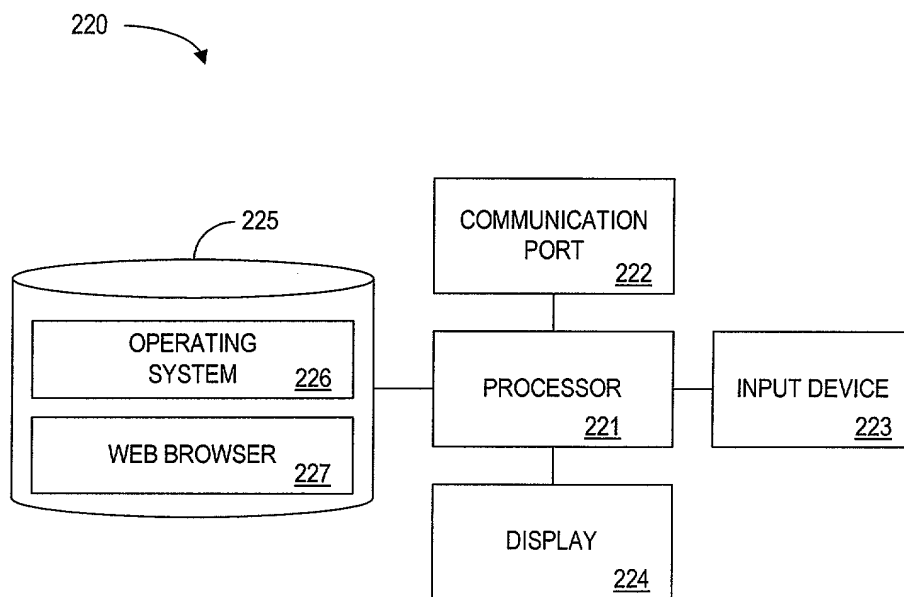 220
225
COMMUNICATION
PORT
222
OPERATING
SYSTEM
226
PROCESSOR
221
INPUT DEVICE
223
WEB BROWSER
227
DISPLAY
224